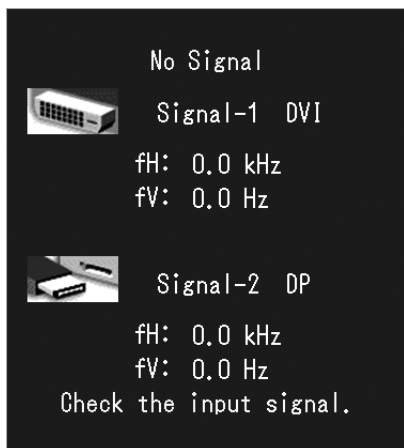 No Signal
Signal-1 DVI
fH: 0.0 kHz
fV: 0.0 Hz
Signal-2 DP
fH: 0.0 kHz
fV: 0.0 Hz
Check the input signal.